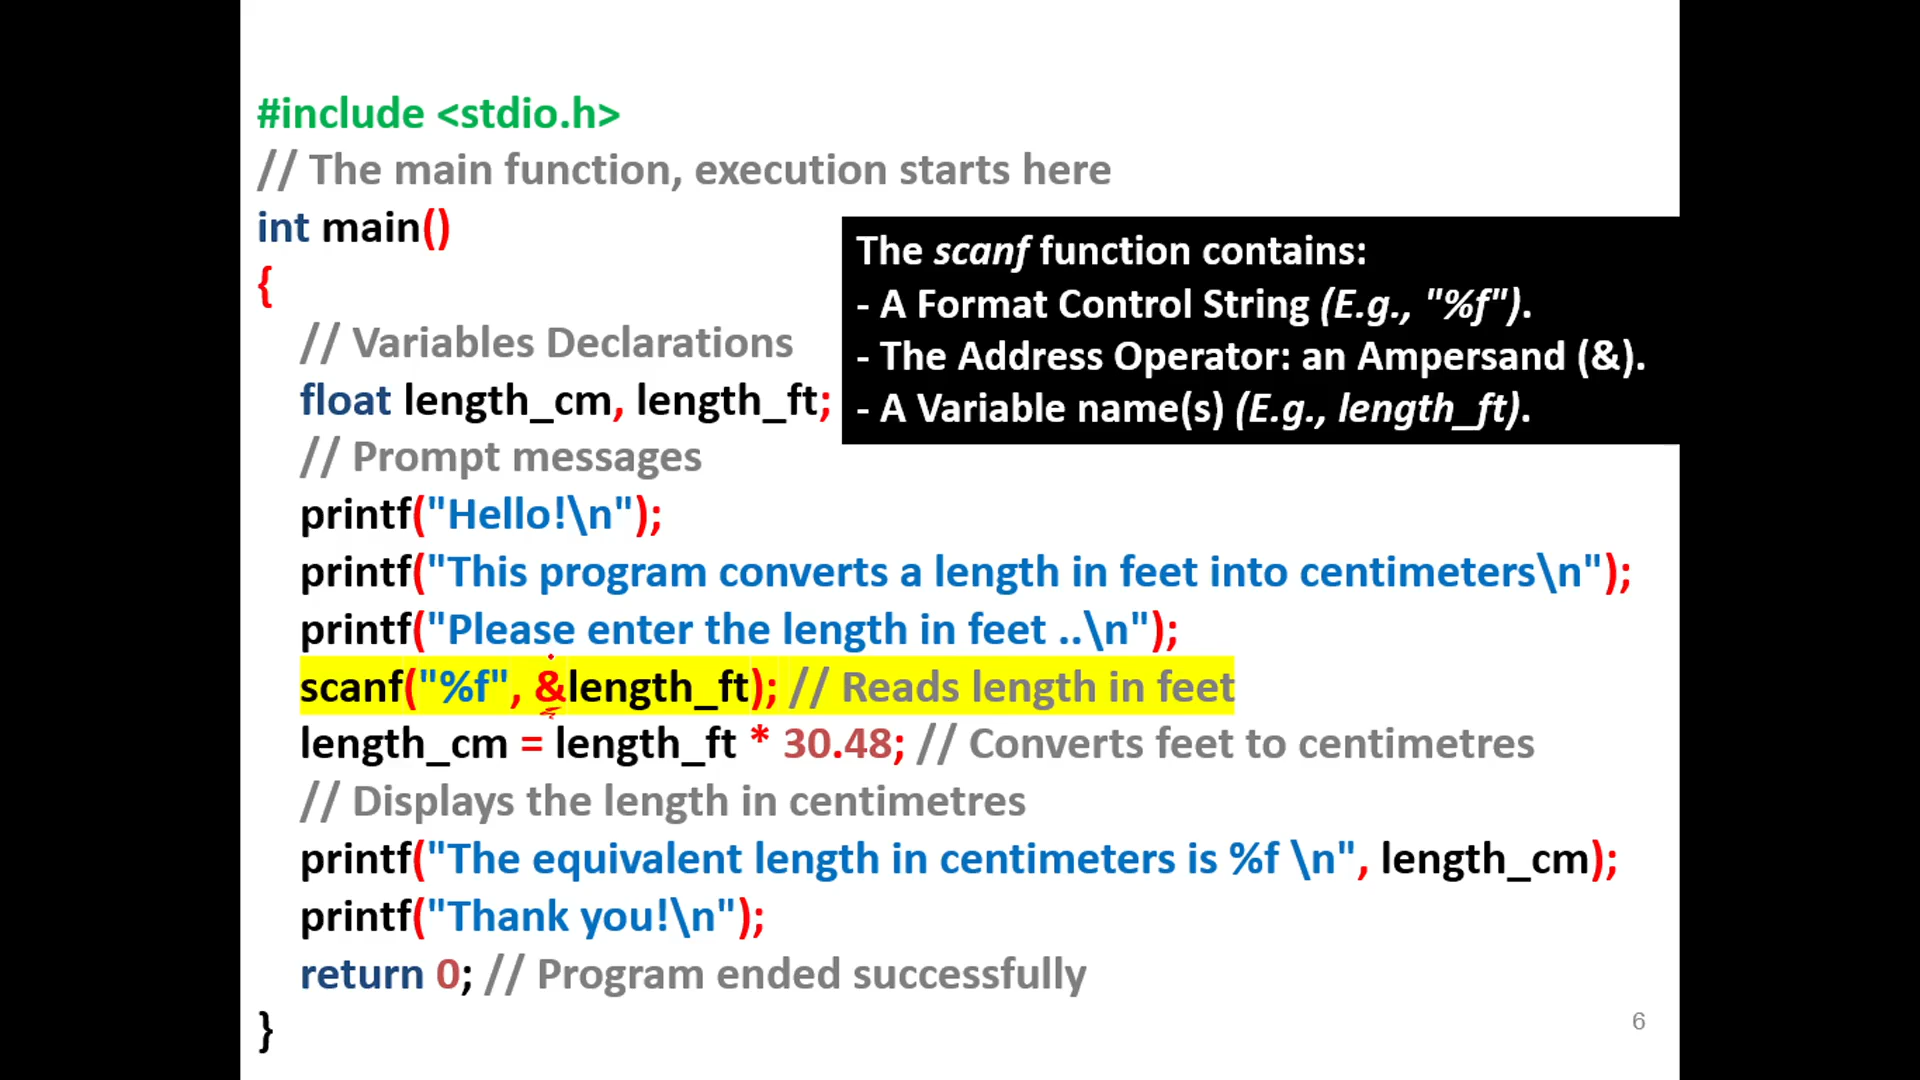 #include <stdio.h>
// The main function, execution starts here
int main()
{
// Variables Declarations
float length_cm, length_ft;
The scanf function contains:
- A Format Control String (E.g., "%f").
- The Address Operator: an Ampersand (&).
- A Variable name(s) (E.g., length_ft).
// Prompt messages
printf("Hello!\n");
printf("This program converts a length in feet into centimeters\n");
printf("Please enter the length in feet ..\n");
scanf("%f", &length_ft); // Reads length in feet
length_cm = length_ft * 30.48; // Converts feet to centimetres
// Displays the length in centimetres
printf("The equivalent length in centimeters is %f \n", length_cm);
printf("Thank you!\n");
return 0; // Program ended successfully
}
6